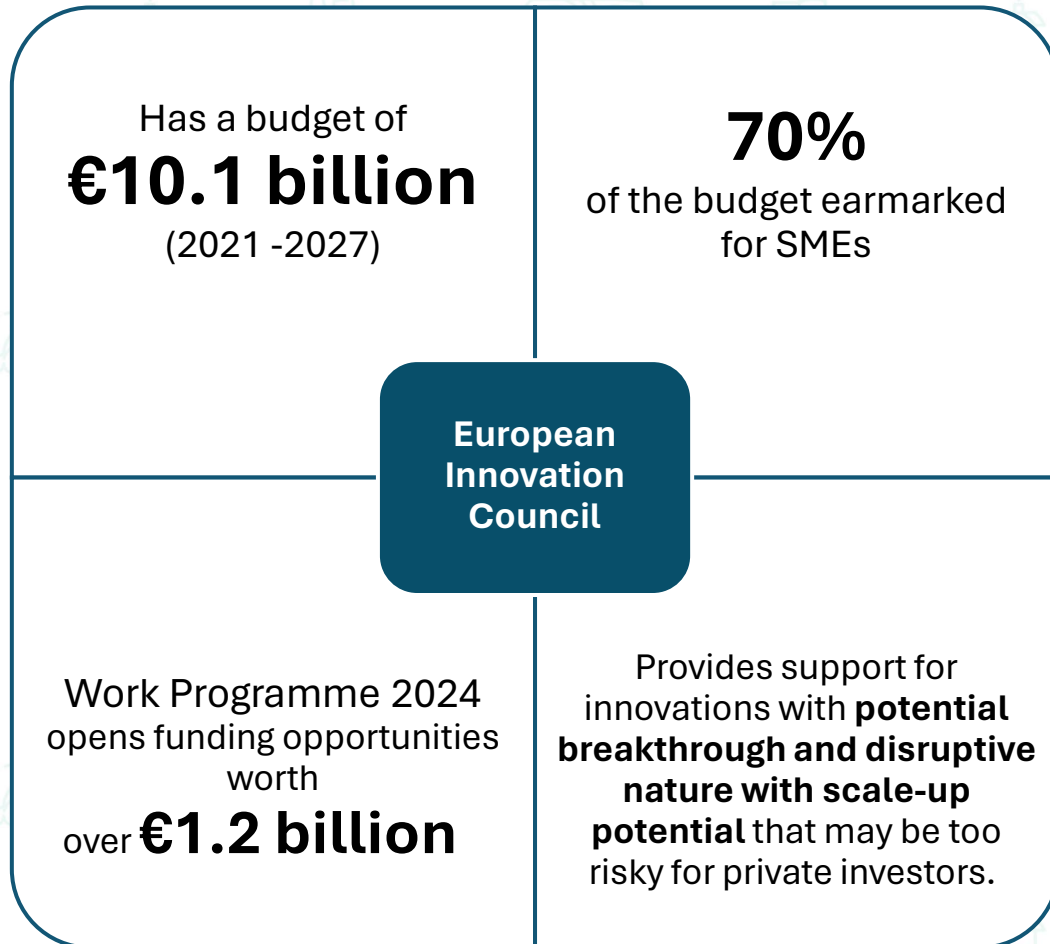 Has a budget of
€10.1 billion
(2021 -2027)
70%
of the budget earmarked
for SMEs
European
Innovation
Council
Work Programme 2024
opens funding opportunities
worth
over €1.2 billion
Provides support for
innovations with potential
breakthrough and disruptive
nature with scale-up
potential that may be too
risky for private investors.